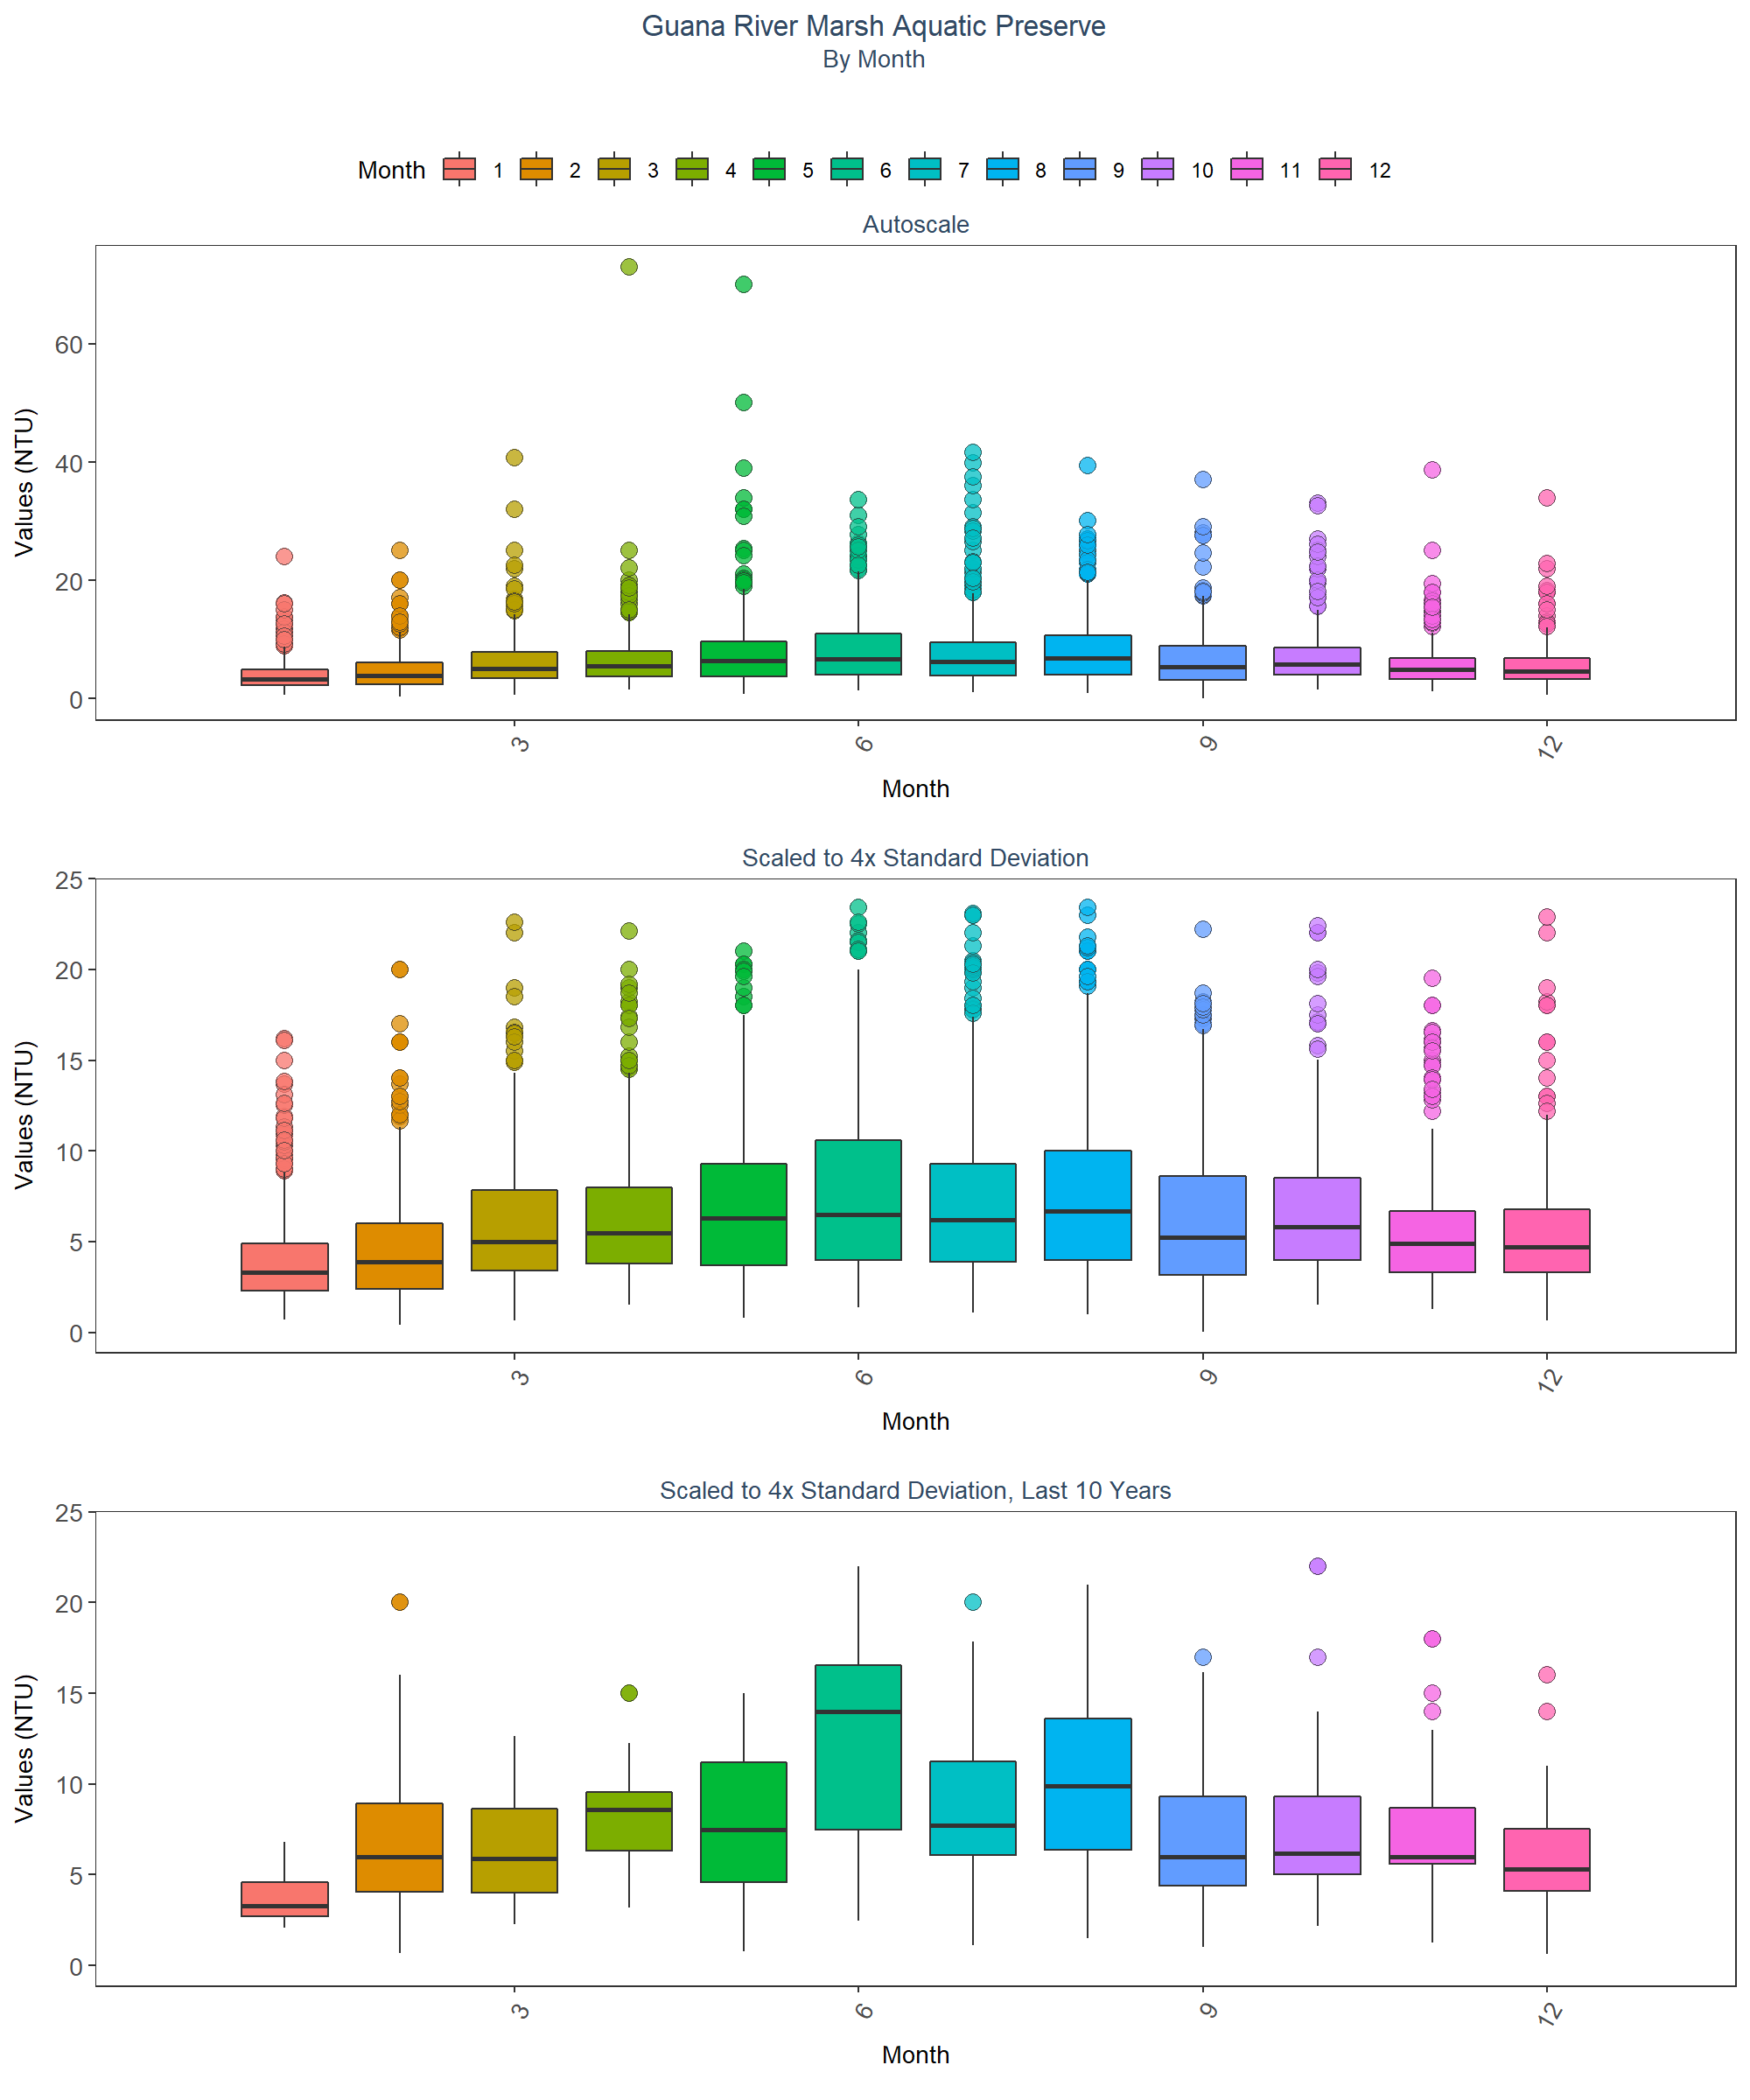 Guana River Marsh Aquatic Preserve
By Month
Month 1 2 3 4 5 6 7 8 9 10 11 12
Autoscale
Values (NTU)
60
40
20
0
3 6 9 12
Month
Scaled to 4x Standard Deviation
Values (NTU)
25
20
15
10
5
0
3 6 9 12
Month
Scaled to 4x Standard Deviation, Last 10 Years
Values (NTU)
25
20
15
10
5
0
3 6 9 12
Month